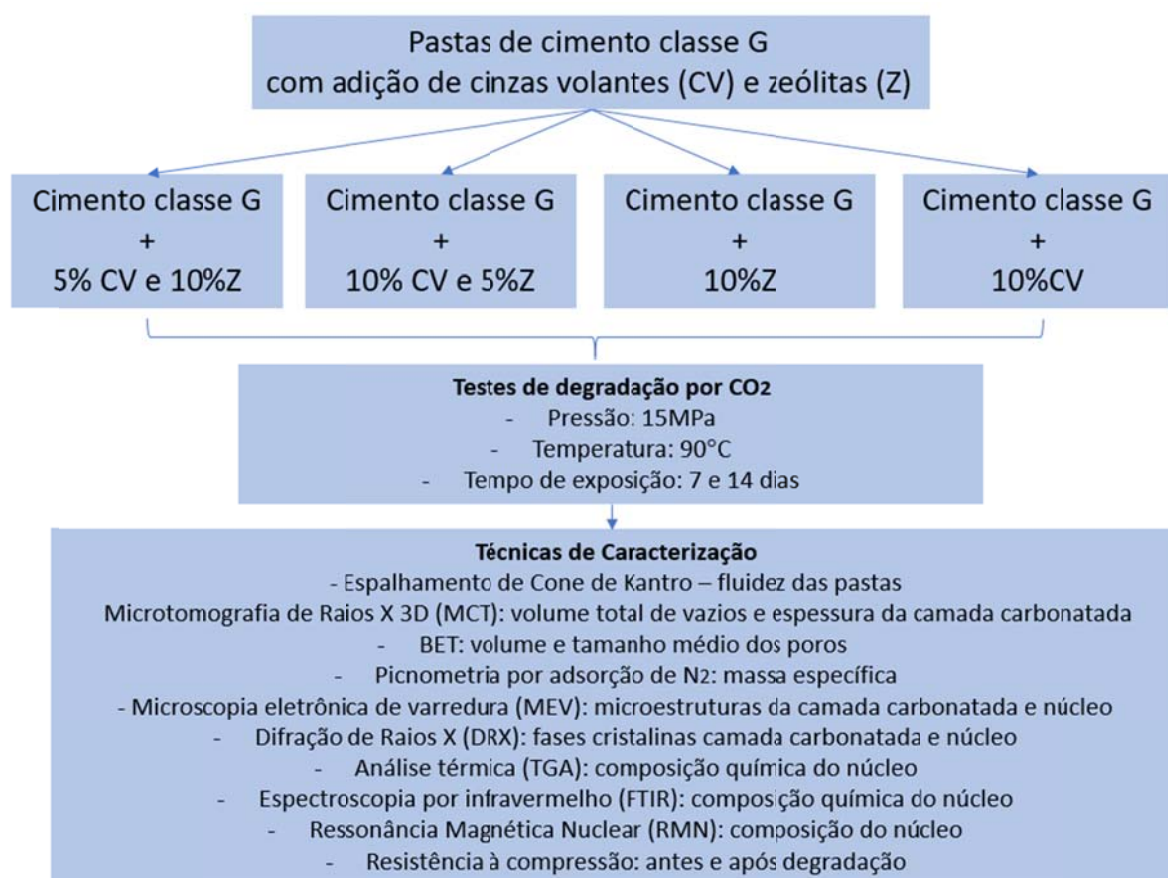 Pastas de cimento classe G
com adição de cinzas volantes (CV) e zeólitas (Z)
Cimento classe G
+
5% CV e 10%Z
Cimento classe G
+
10% CV e 5%Z
Cimento classe G
+
10%Z
Cimento classe G
+
10%CV
Testes de degradação por CO2
- Pressão: 15MPa
- Temperatura: 90°C
- Tempo de exposição: 7 e 14 dias
Técnicas de Caracterização
- Espalhamento de Cone de Kantro – fluidez das pastas
Microtomografia de Raios X 3D (MCT): volume total de vazios e espessura da camada carbonatada
- BET: volume e tamanho médio dos poros
- Picnometria por adsorção de N2: massa específica
- Microscopia eletrônica de varredura (MEV): microestruturas da camada carbonatada e núcleo
- Difração de Raios X (DRX): fases cristalinas camada carbonatada e núcleo
- Análise térmica (TGA): composição química do núcleo
- Espectroscopia por infravermelho (FTIR): composição química do núcleo
- Ressonância Magnética Nuclear (RMN): composição do núcleo
- Resistência à compressão: antes e após degradação